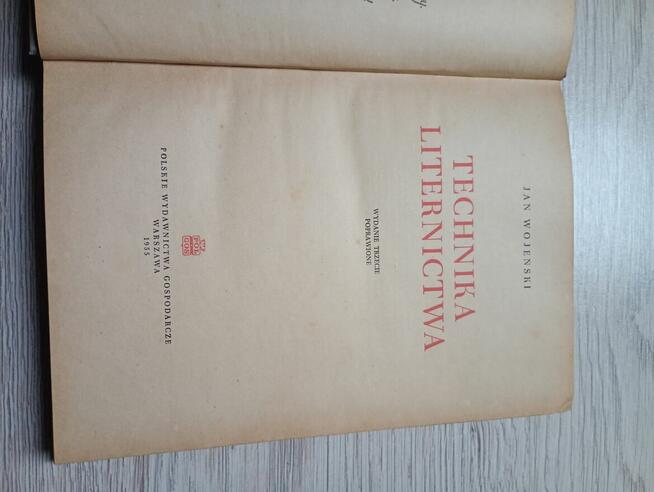 JAN WOJEŃSKI
TECHNIKA
LITERNICTWA
WYDANIE TRZECIE
POPRAWIONE
POLSKIE WYDAWNICTWA GOSPODARCZE
WARSZAWA
1955